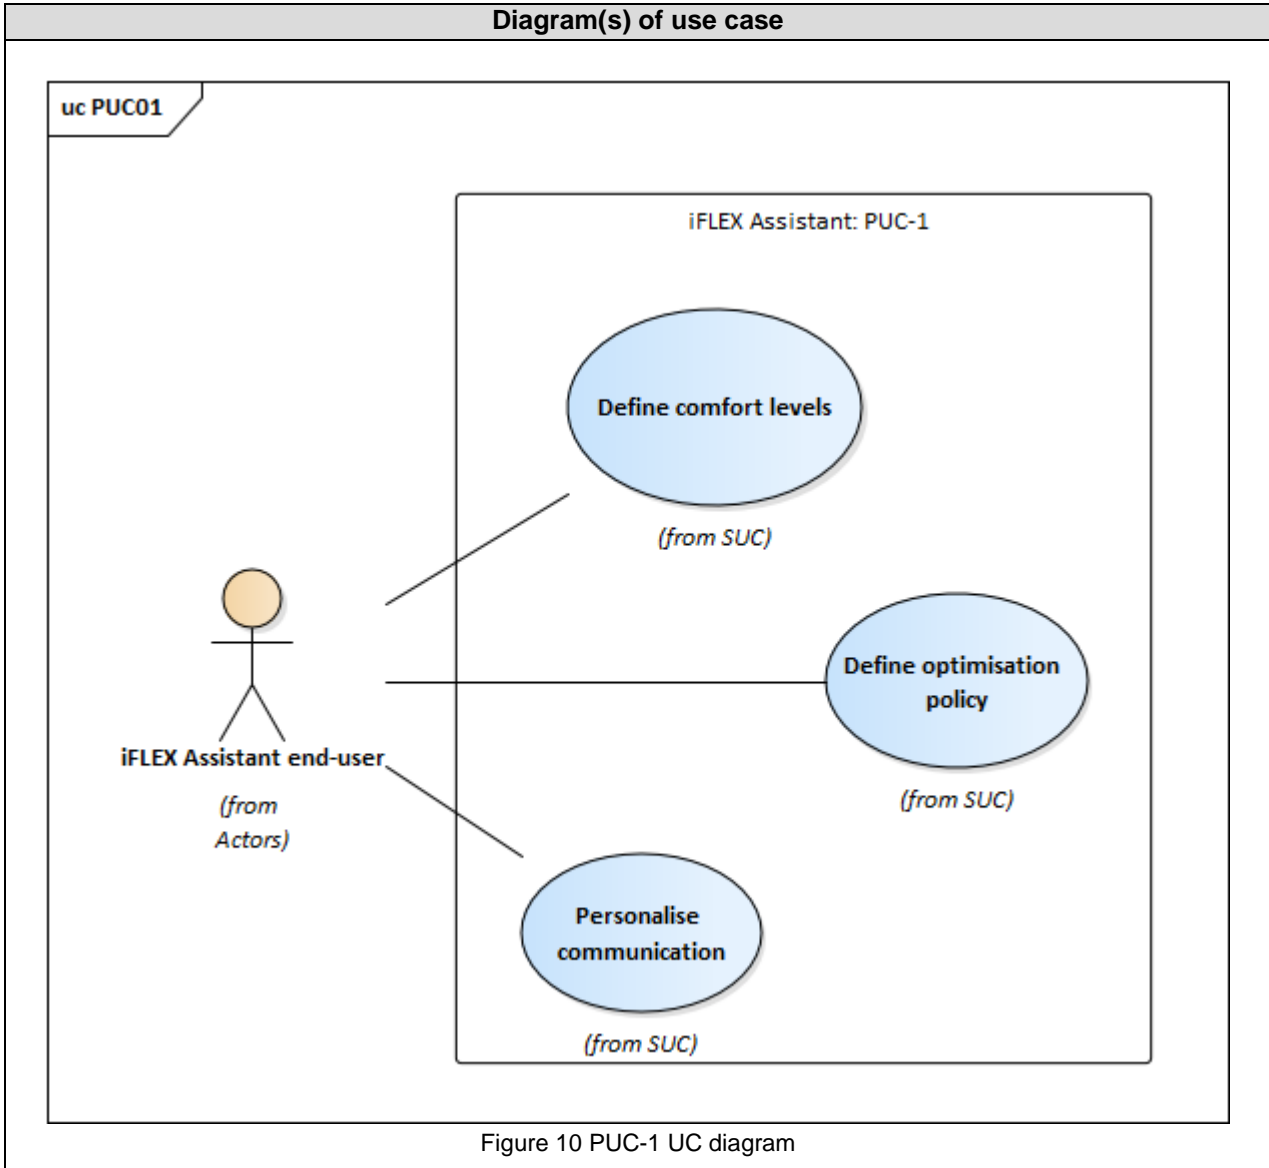 Diagram(s) of use case
uc PUC01
iFLEX Assistant: PUC-1
Define comfort levels
(from SUC)
Define optimisation
policy
(from SUC)
iFLEX Assistant end-user
(from
Actors)
Personalise
communication
(from SUC)
Figure 10 PUC-1 UC diagram